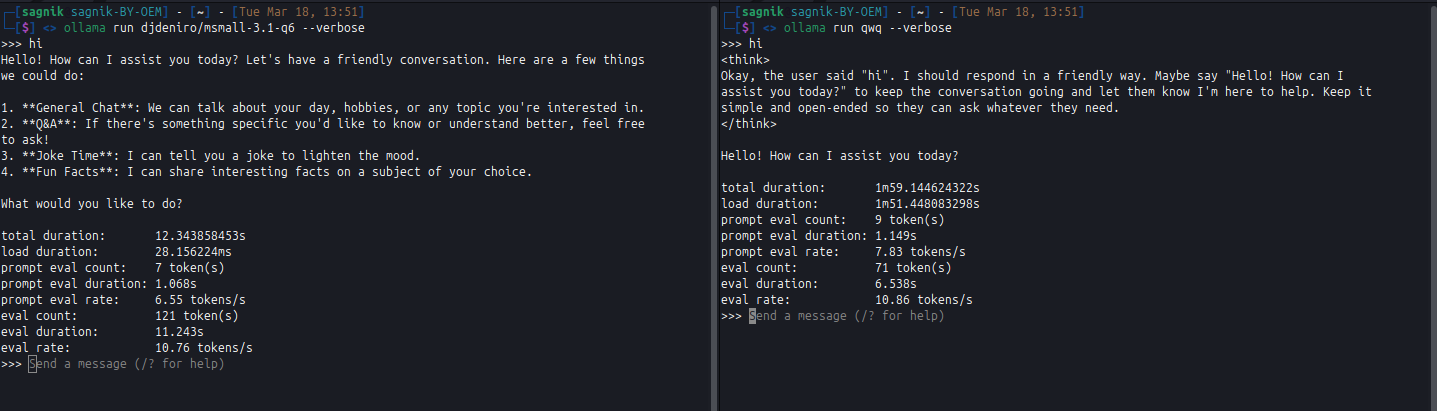 [sagnik sagnik-BY-OEM] - [~] - [Tue Mar 18, 13:51]
[$] <> ollama run djdeniro/msmall-3.1-q6 --verbose
>>> hi
Hello! How can I assist you today? Let's have a friendly conversation. Here are a few things
we could do:
1. **General Chat**: We can talk about your day, hobbies, or any topic you're interested in.
2. **Q&A**: If there's something specific you'd like to know or understand better, feel free
to ask!
3. **Joke Time**: I can tell you a joke to lighten the mood.
4. **Fun Facts**: I can share interesting facts on a subject of your choice.
What would you like to do?
total duration: 12.343858453s
load duration: 28.156224ms
prompt eval count: 7 token(s)
prompt eval duration: 1.068s
prompt eval rate: 6.55 tokens/s
eval count: 121 token(s)
eval duration: 11.243s
eval rate: 10.76 tokens/s
>>> Send a message (/? for help)
[sagnik sagnik-BY-OEM] - [~] - [Tue Mar 18, 13:51]
[$] <> ollama run qwq --verbose
>>> hi
<think>
Okay, the user said "hi". I should respond in a friendly way. Maybe say "Hello! How can I
assist you today?" to keep the conversation going and let them know I'm here to help. Keep it
simple and open-ended so they can ask whatever they need.
</think>
Hello! How can I assist you today?
total duration: 1m59.144624322s
load duration: 1m51.448083298s
prompt eval count: 9 token(s)
prompt eval duration: 1.149s
prompt eval rate: 7.83 tokens/s
eval count: 71 token(s)
eval duration: 6.538s
eval rate: 10.86 tokens/s
>>> Send a message (/? for help)